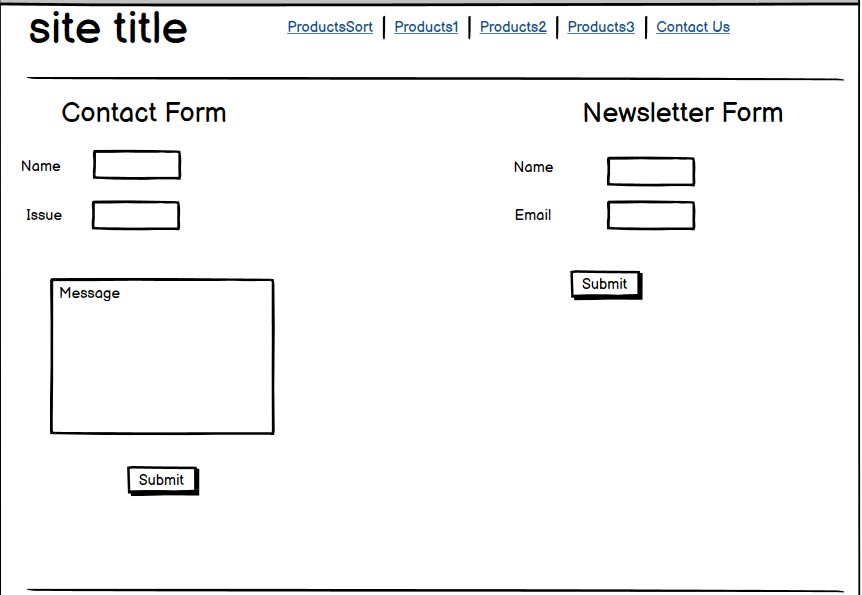 site title
ProductsSort | Products1 | Products2 | Products3 | Contact Us
Contact Form
Name
Issue
Message
Submit
Newsletter Form
Name
Email
Submit